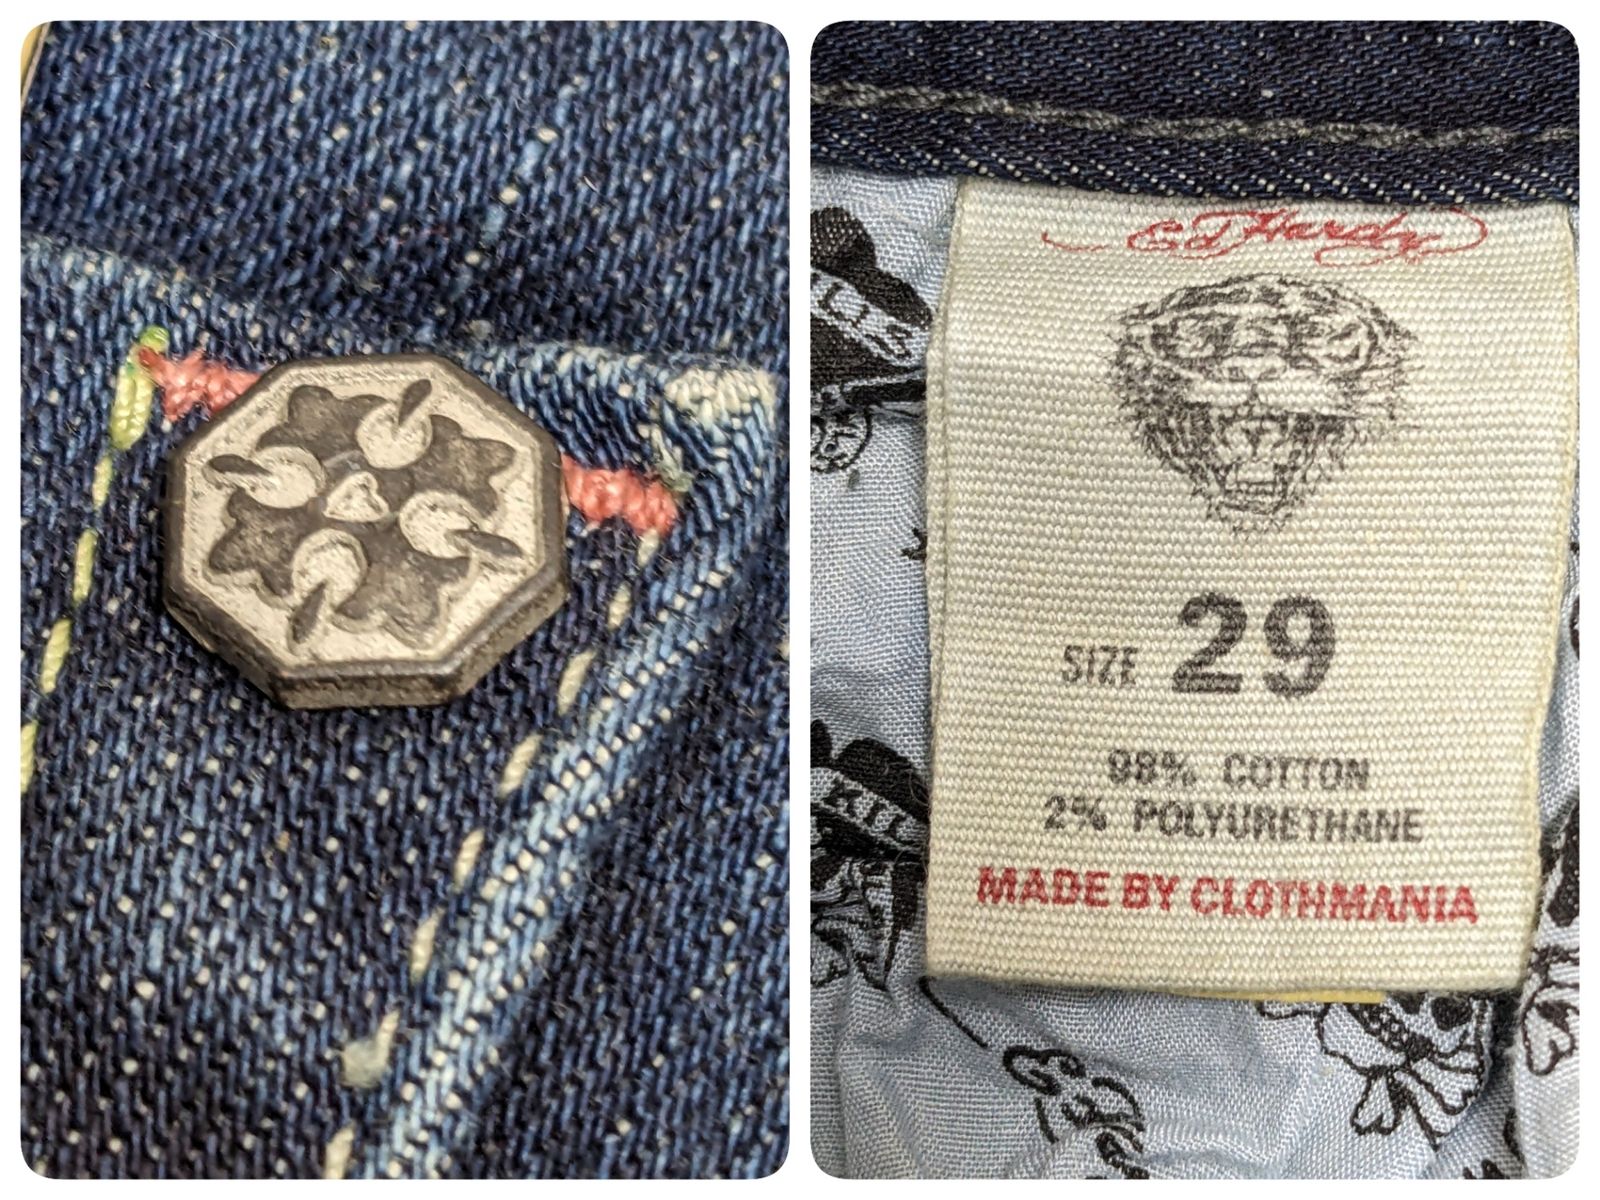 Ed Hardy
SIZE 29
98% COTTON
2% POLYURETHANE
MADE BY CLOTHMANIA